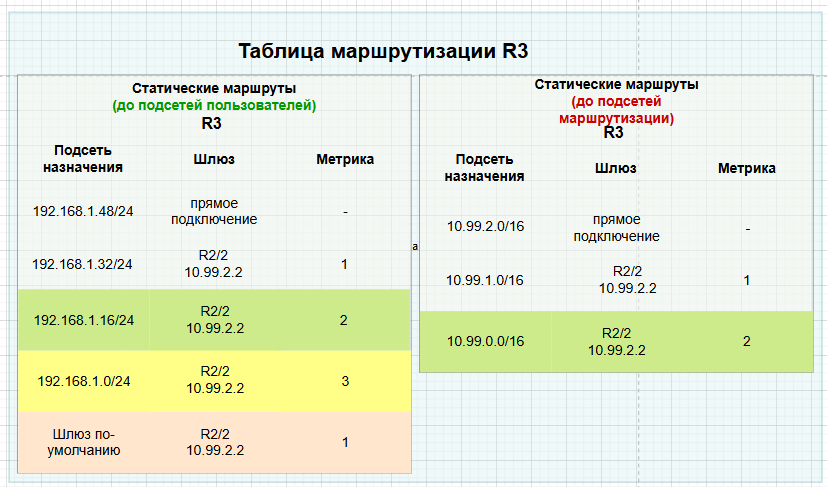 Таблица маршрутизации R3
Статические маршруты
(до подсетей пользователей)
R3
Подсеть
назначения
Шлюз
Метрика
192.168.1.48/24
прямое
подключение
-
192.168.1.32/24
R2/2
10.99.2.2
1
192.168.1.16/24
R2/2
10.99.2.2
2
192.168.1.0/24
R2/2
10.99.2.2
3
Шлюз по-
умолчанию
R2/2
10.99.2.2
1
а
Статические маршруты
(до подсетей
маршрутизации)
R3
Подсеть
назначения
Шлюз
Метрика
10.99.2.0/16
прямое
подключение
-
10.99.1.0/16
R2/2
10.99.2.2
1
10.99.0.0/16
R2/2
10.99.2.2
2